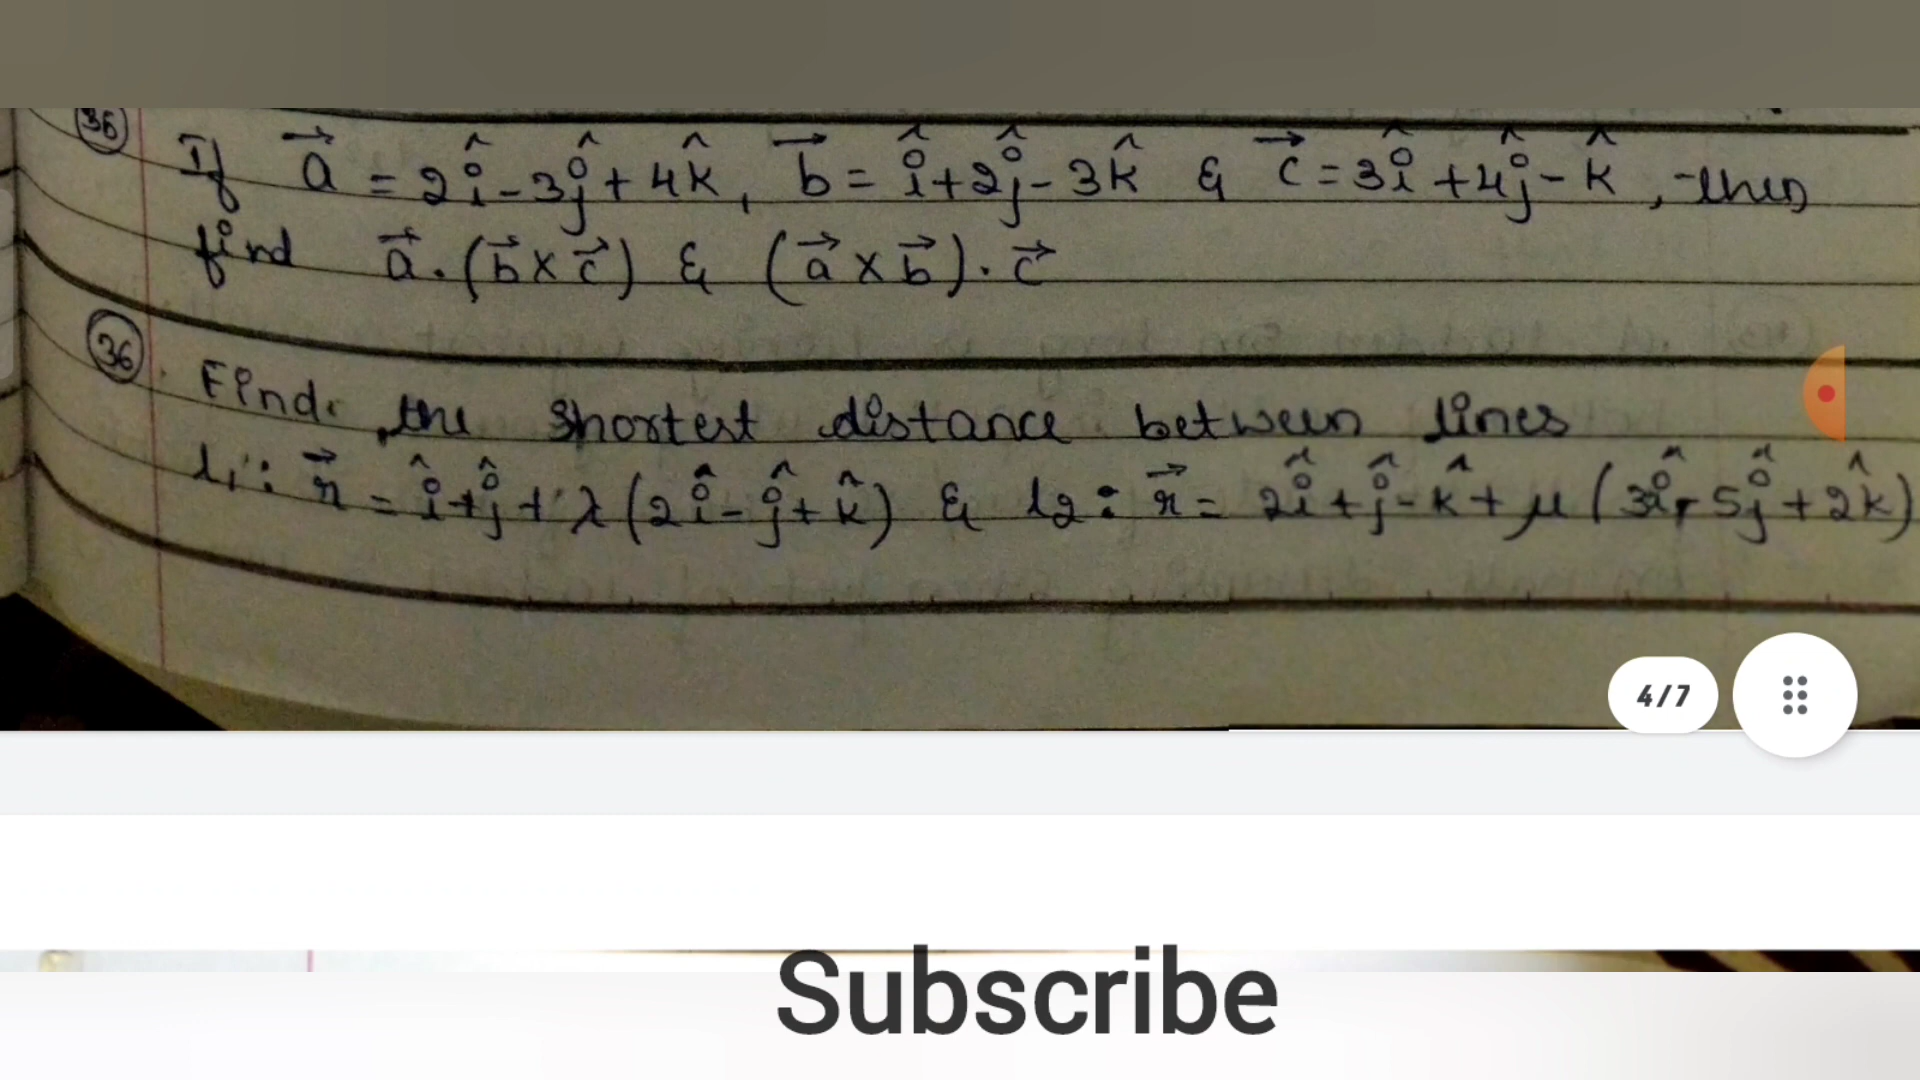 36
If a⃗ = 2î - 3ĵ + 4k̂, b⃗ = î + 2ĵ - 3k̂ & c⃗ = 3î + 4ĵ - k̂, then
find a⃗.(b⃗ x c⃗) & (a⃗ x b⃗).c⃗
36. Find the shortest distance between lines
l₁: r⃗ = î + ĵ + λ(2î - ĵ + k̂) & l2: r⃗ = 2î + ĵ - k̂ + μ(3î - 5ĵ + 2k̂)
4/7
Subscribe